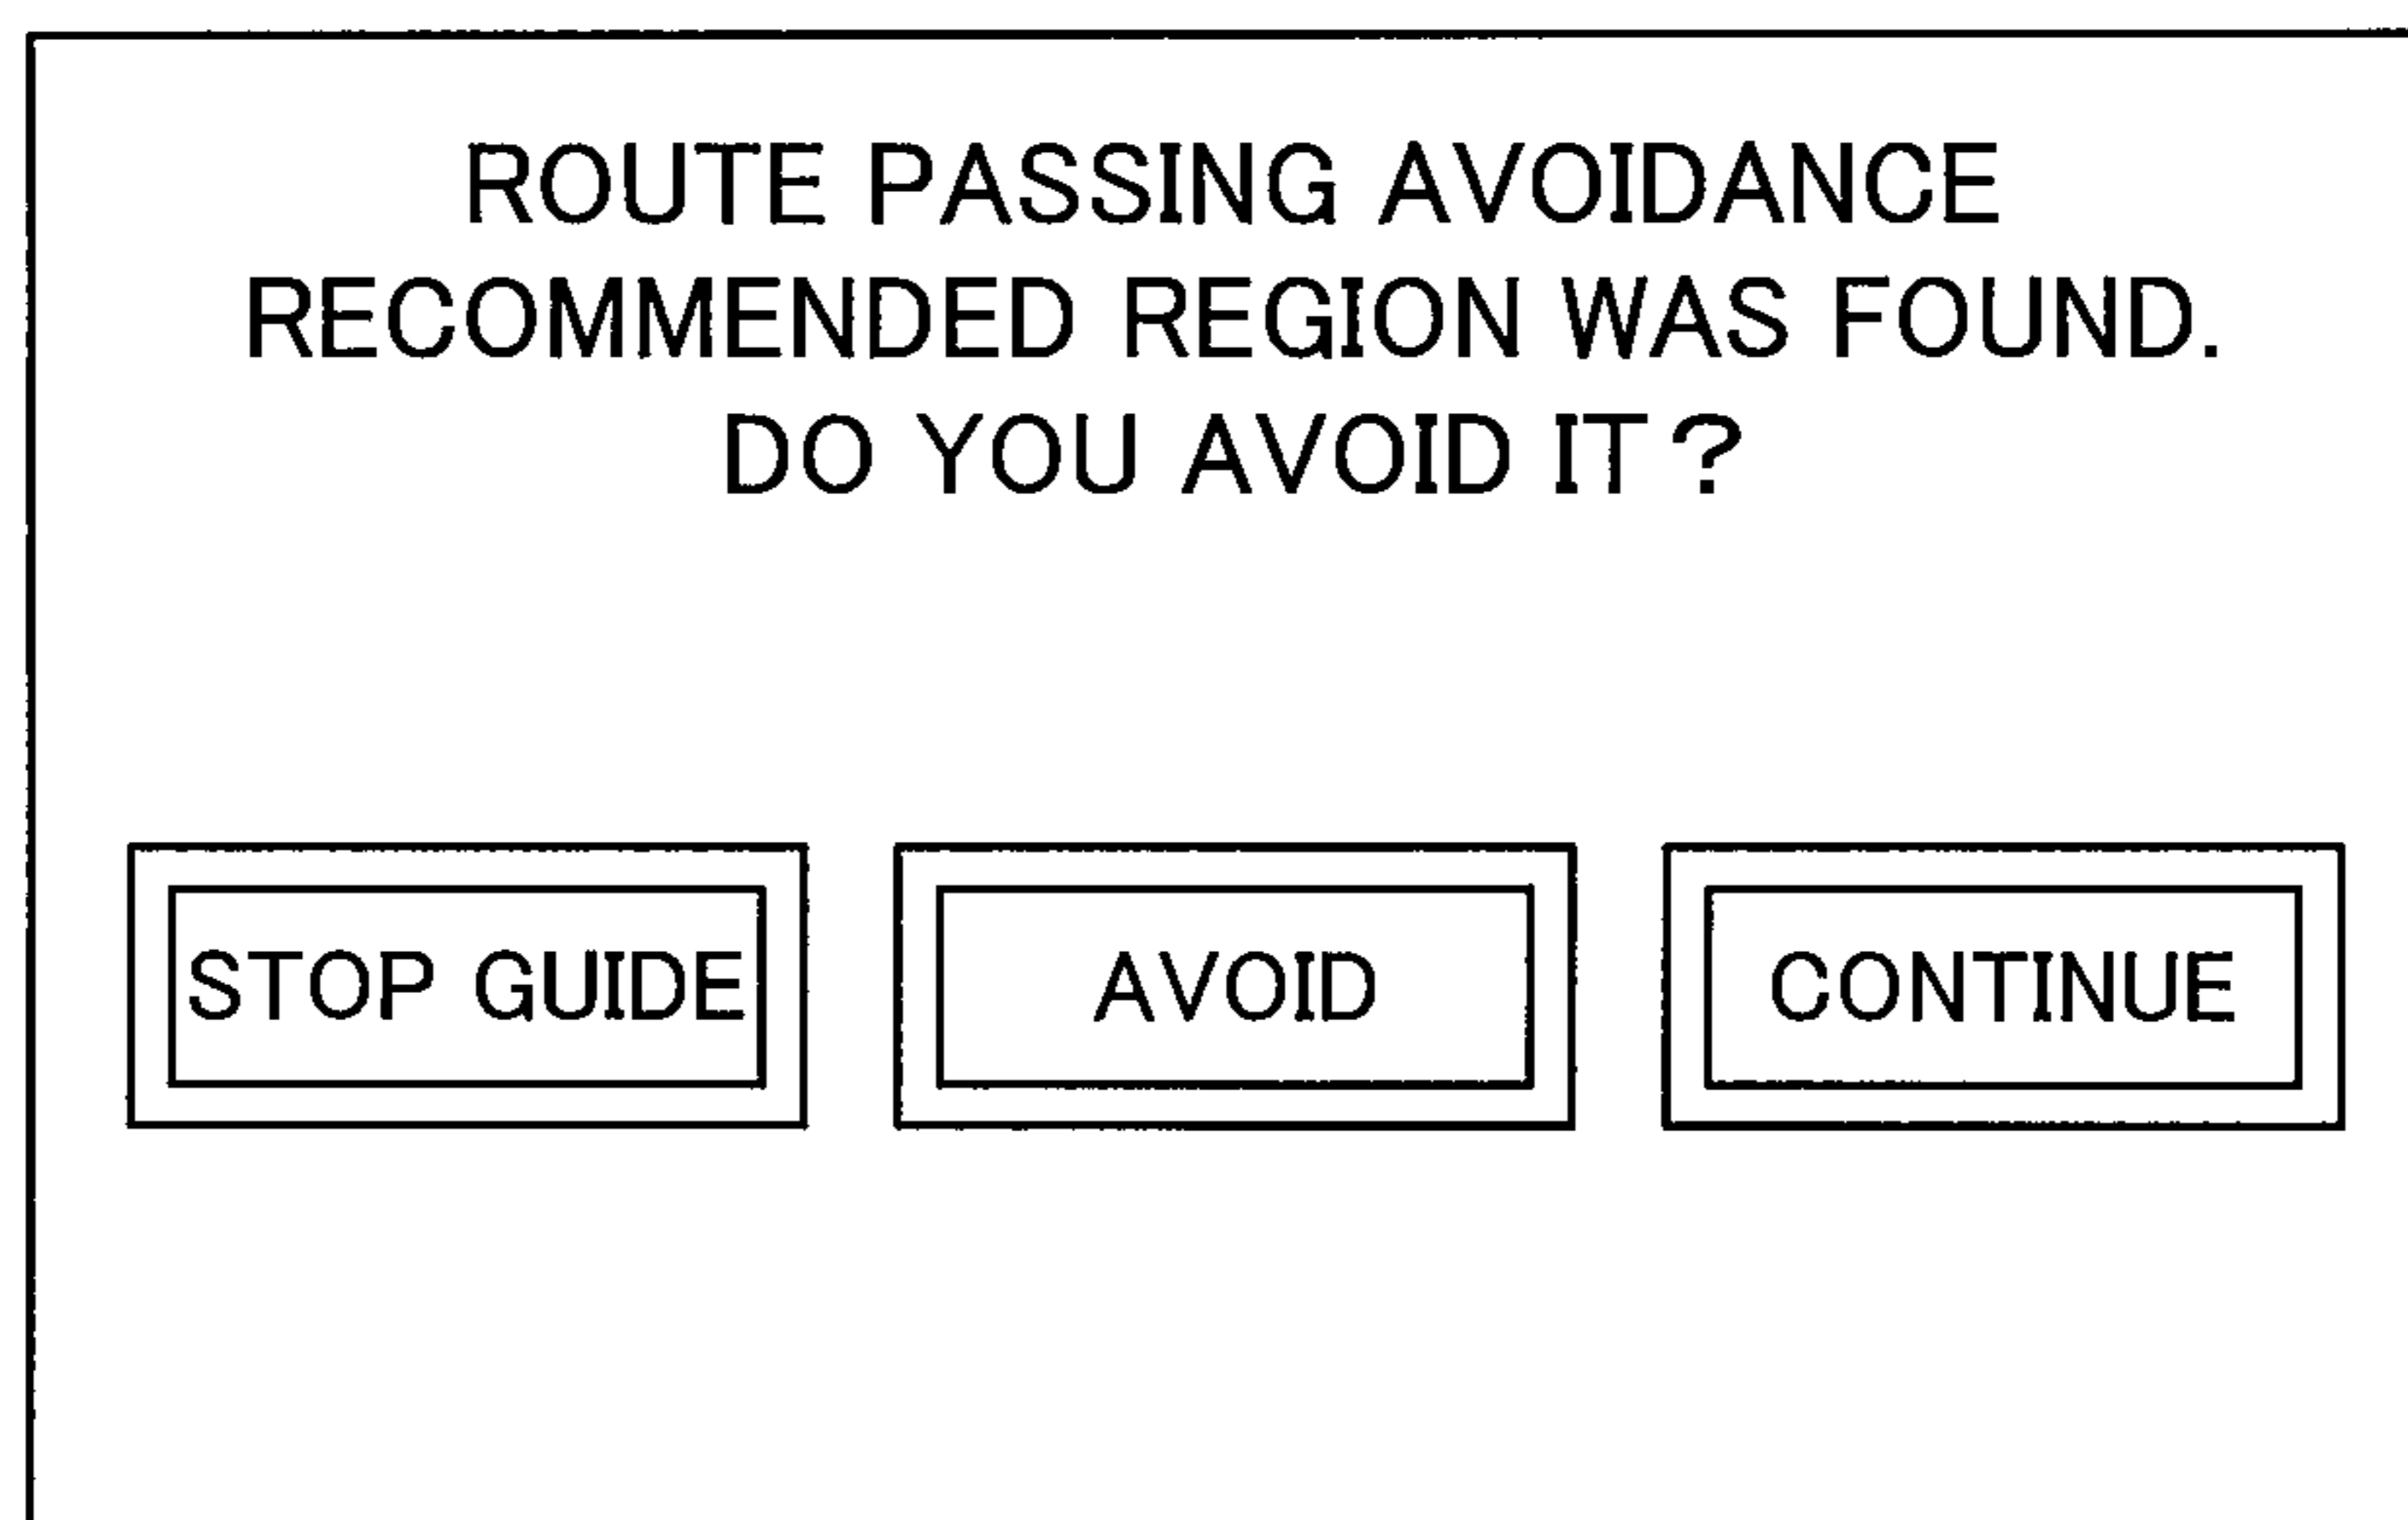 ROUTE PASSING AVOIDANCE
RECOMMENDED REGION WAS FOUND.
DO YOU AVOID IT?
STOP GUIDE
AVOID
CONTINUE